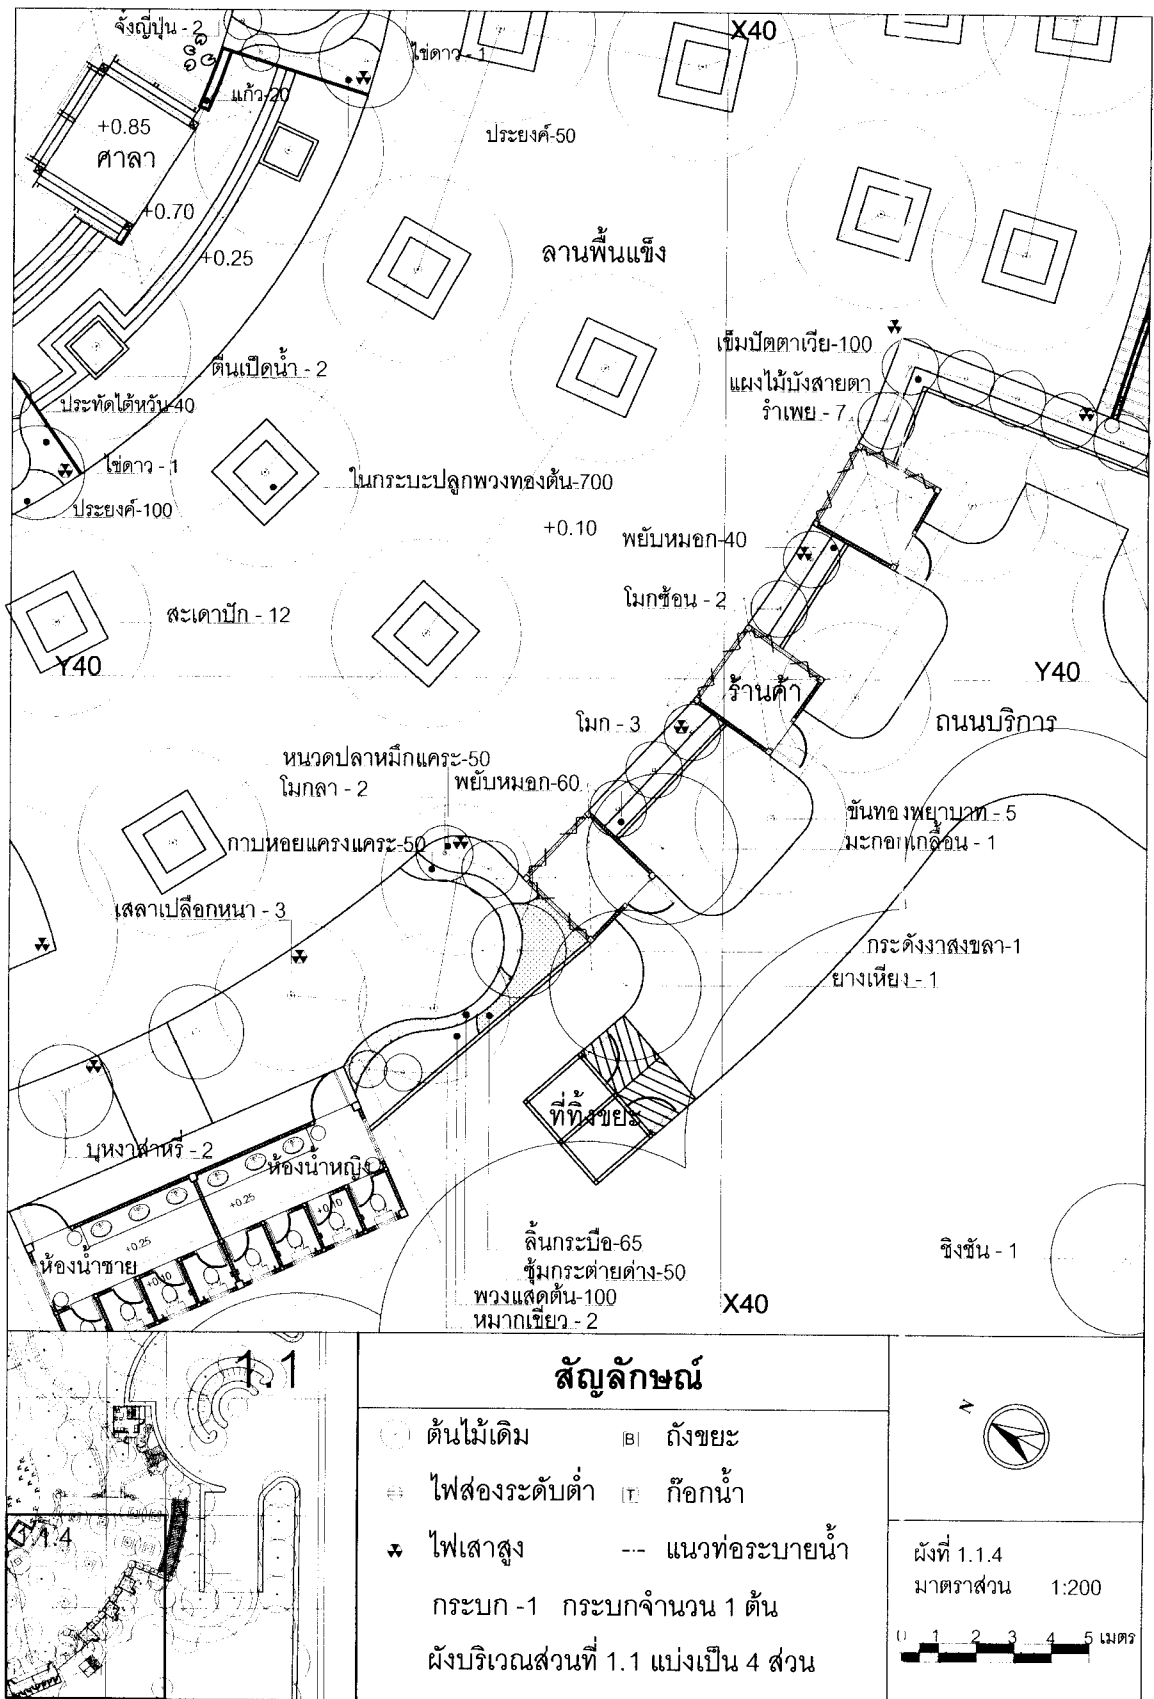 จั๋งญี่ปุ่น - 2
ไข่ดาว - 1
X40
แก้ว-20
+0.85
ศาลา
ประยงค์-50
+0.70
+0.25
ลานพื้นแข็ง
เข็มปัตตาเวีย-100
แผงไม้บังสายตา
รำเพย - 7
ตีนเป็ดน้ำ - 2
ประทัดไต้หวัน-40
ไข่ดาว - 1
ประยงค์-100
ในกระบะปลูกพวงทองต้น-700
+0.10
พยับหมอก-40
โมกซ้อน - 2
สะเดาปัก - 12
Y40
Y40
ร้านค้า
โมก - 3
ถนนบริการ
หนวดปลาหมึกแคระ-50
โมกลา - 2
พยับหมอก-60
ขันทองพยาบาท - 5
มะกอกเกลื้อน - 1
กาบหอยแครงแคระ-50
เสลาเปลือกหนา - 3
กระดังงาสงขลา-1
ยางเหียง - 1
ที่ทิ้งขยะ
บุหงาส่าหรี - 2
ห้องน้ำหญิง
+0.25
+0.10
+0.25
ห้องน้ำชาย
+0.10
ลิ้นกระบือ-65
ซุ้มกระต่ายด่าง-50
พวงแสดต้น-100
หมากเขียว - 2
X40
ชิงชัน - 1
1.1
1.1.4
สัญลักษณ์
ต้นไม้เดิม
B ถังขยะ
ไฟส่องระดับต่ำ
T ก๊อกน้ำ
ไฟเสาสูง
แนวท่อระบายน้ำ
กระบก -1 กระบกจำนวน 1 ต้น
ผังบริเวณส่วนที่ 1.1 แบ่งเป็น 4 ส่วน
N
ผังที่ 1.1.4
มาตราส่วน 1:200
0 1 2 3 4 5 เมตร